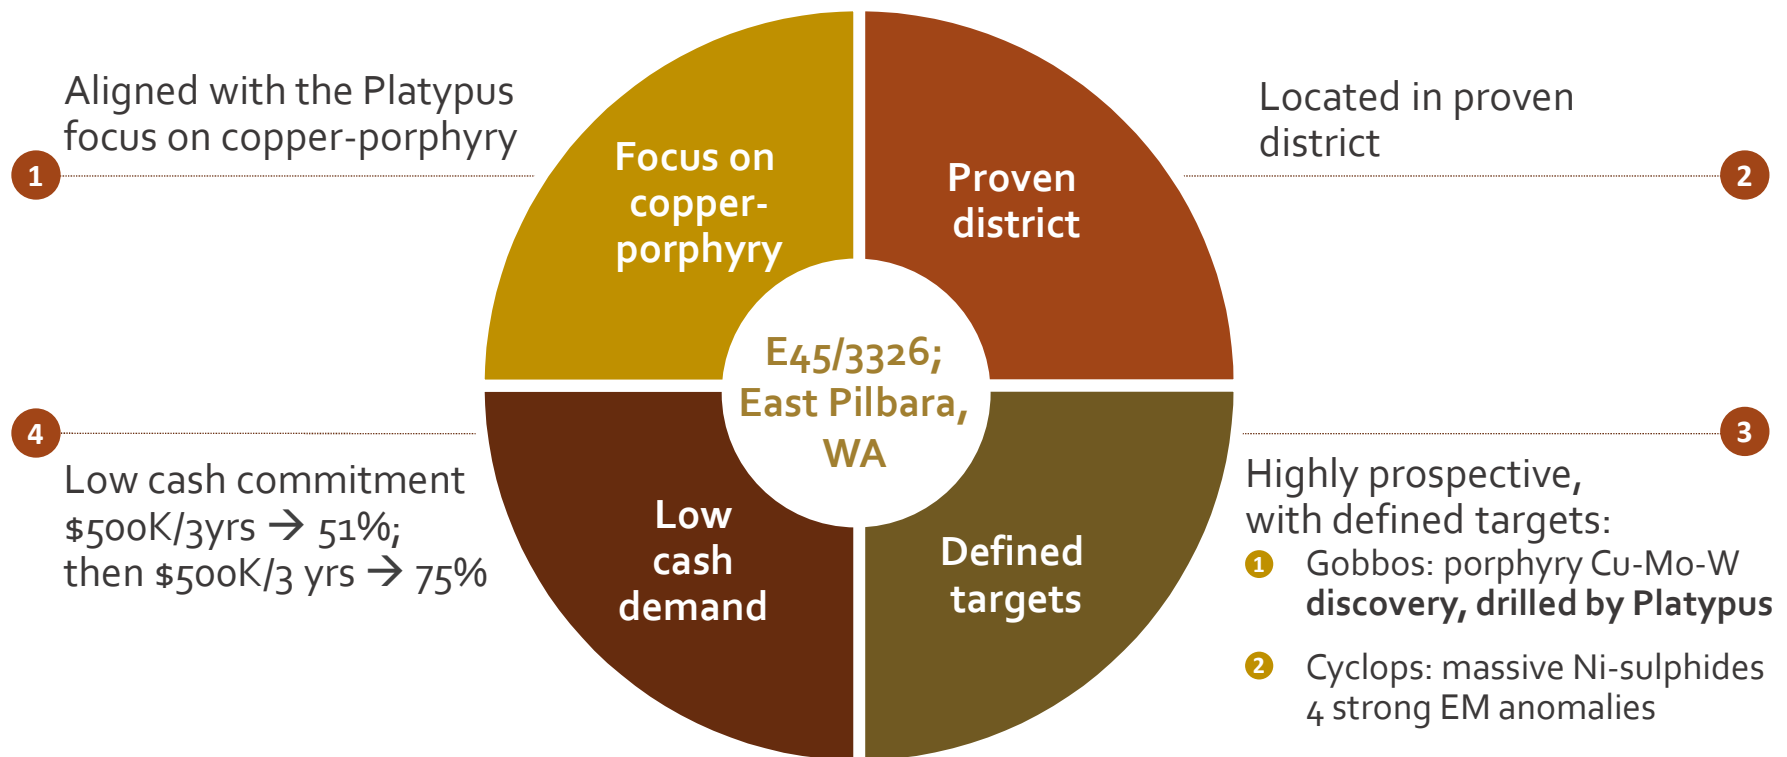 1
Aligned with the Platypus
focus on copper-porphyry
Focus on
copper-
porphyry
Proven
district
Located in proven
district
2
E45/3326;
East Pilbara,
WA
4
Low cash commitment
$500K/3yrs → 51%;
then $500K/3 yrs → 75%
Low
cash
demand
Defined
targets
3
Highly prospective,
with defined targets:
1 Gobbos: porphyry Cu-Mo-W
discovery, drilled by Platypus
2 Cyclops: massive Ni-sulphides
4 strong EM anomalies